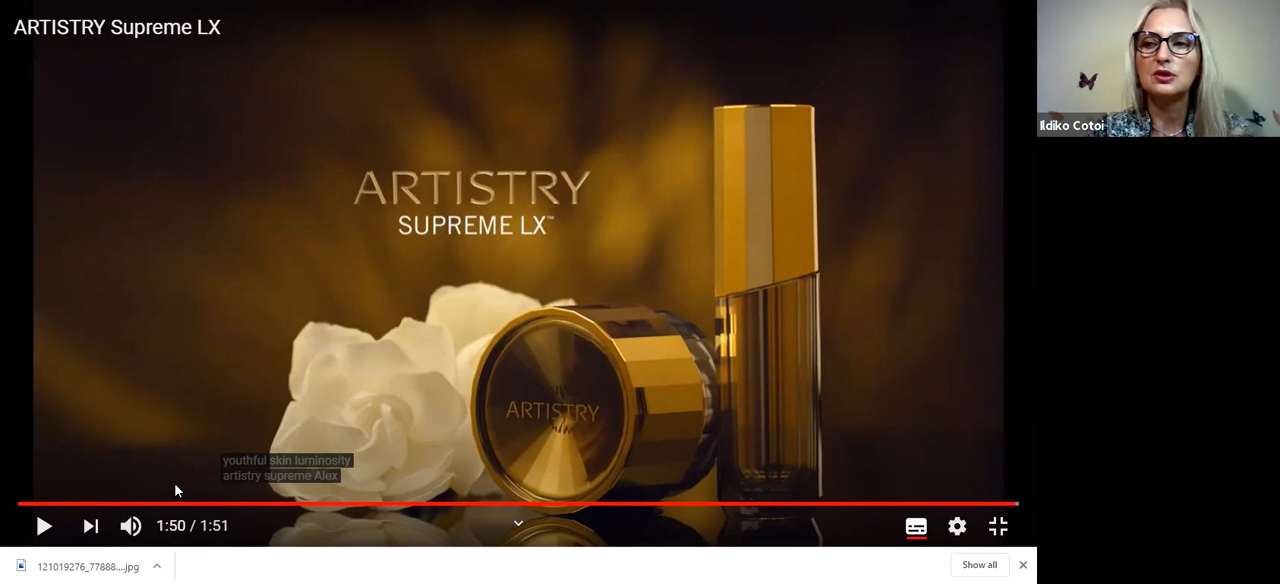 ARTISTRY Supreme LX
Ildiko Cotoi
ARTISTRY
SUPREME LX™
ARTISTRY
youthful skin luminosity
artistry supreme Alex
1:50 / 1:51
121019276_77888....jpg
Show all